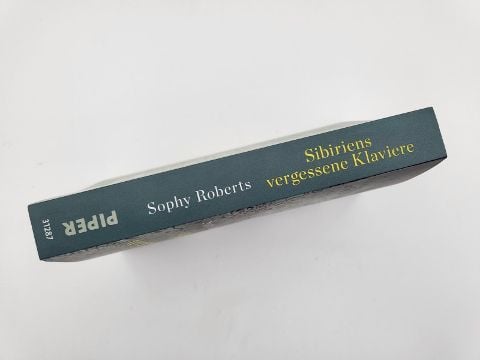 Sibiriens
vergessene Klaviere
Sophy Roberts
PIPER
31287